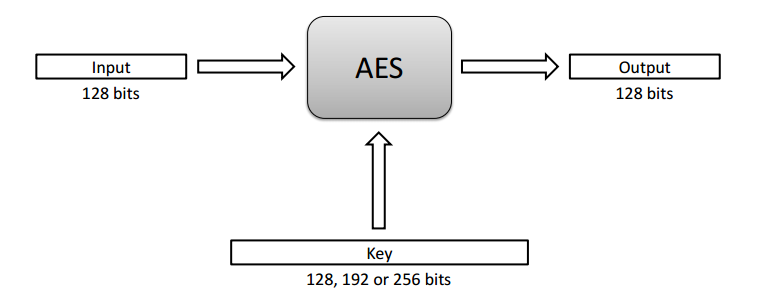 Input
128 bits
AES
Output
128 bits
Key
128, 192 or 256 bits